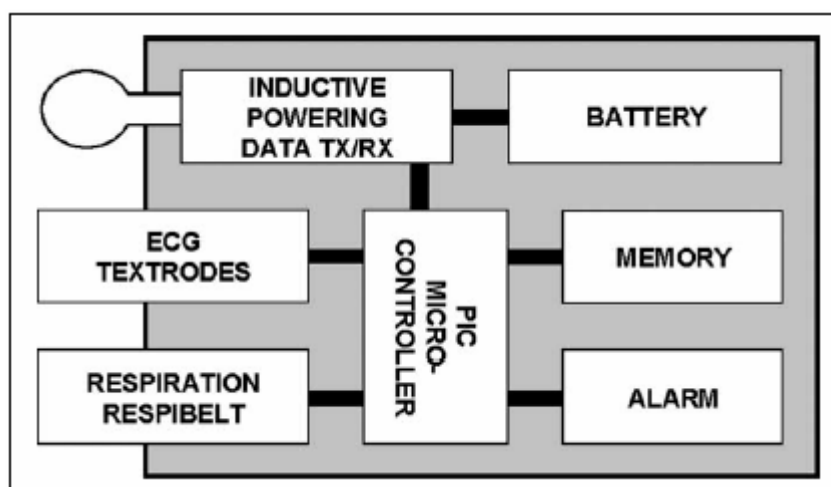 INDUCTIVE
POWERING
DATA TX/RX
BATTERY
ECG
TEXTRODES
PIC
MICRO-
CONTROLLER
MEMORY
RESPIRATION
RESPIBELT
ALARM